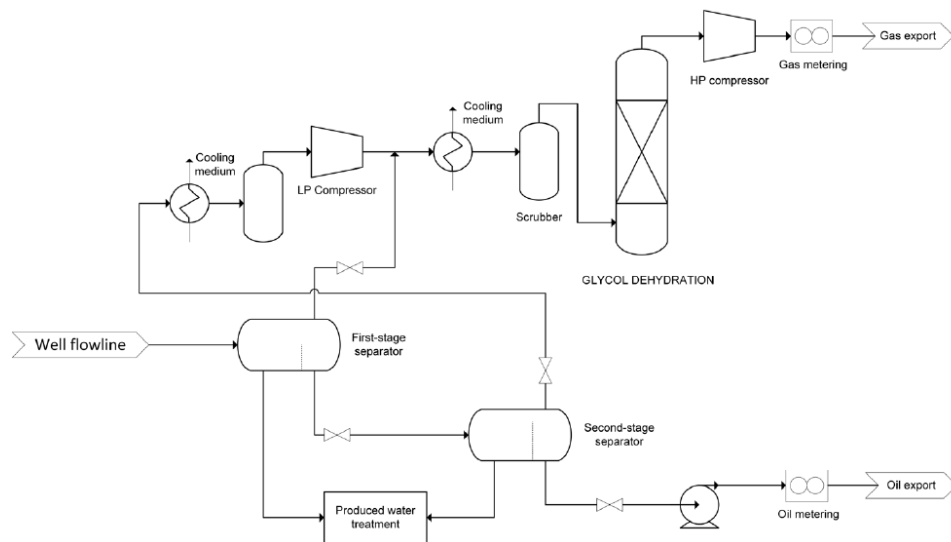 Gas export
Gas metering
HP compressor
Cooling
medium
Cooling
medium
LP Compressor
Scrubber
GLYCOL DEHYDRATION
Well flowline
First-stage
separator
Second-stage
separator
Produced water
treatment
Oil export
Oil metering